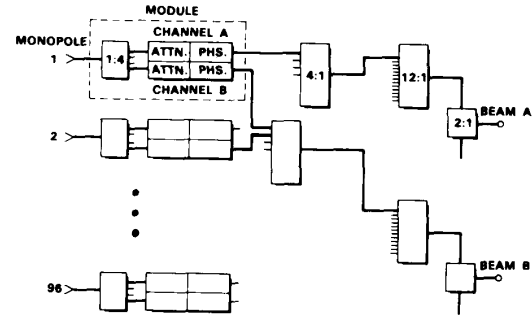 MODULE
CHANNEL A
MONOPOLE
1
1:4
ATTN. PHS.
ATTN. PHS.
CHANNEL B
4:1
12:1
BEAM A
2:1
2
96
BEAM B